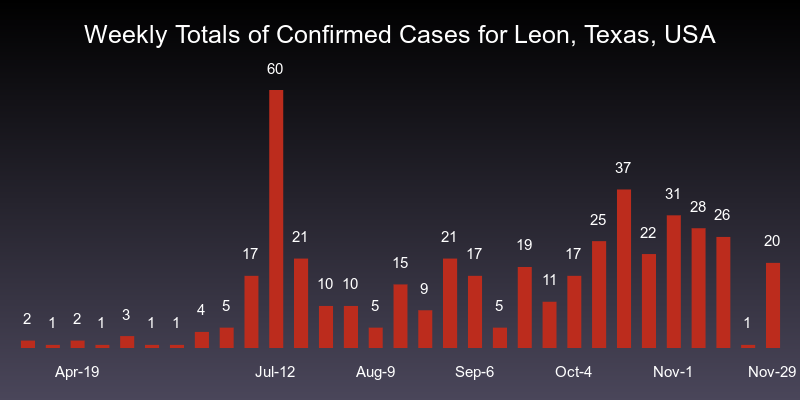 Weekly Totals of Confirmed Cases for Leon, Texas, USA
2 1 2 1 3 1 1 4 5 17 60 21 10 10 5 15 9 21 17 5 19 11 17 25 37 22 31 28 26 1 20
Apr-19 Jul-12 Aug-9 Sep-6 Oct-4 Nov-1 Nov-29